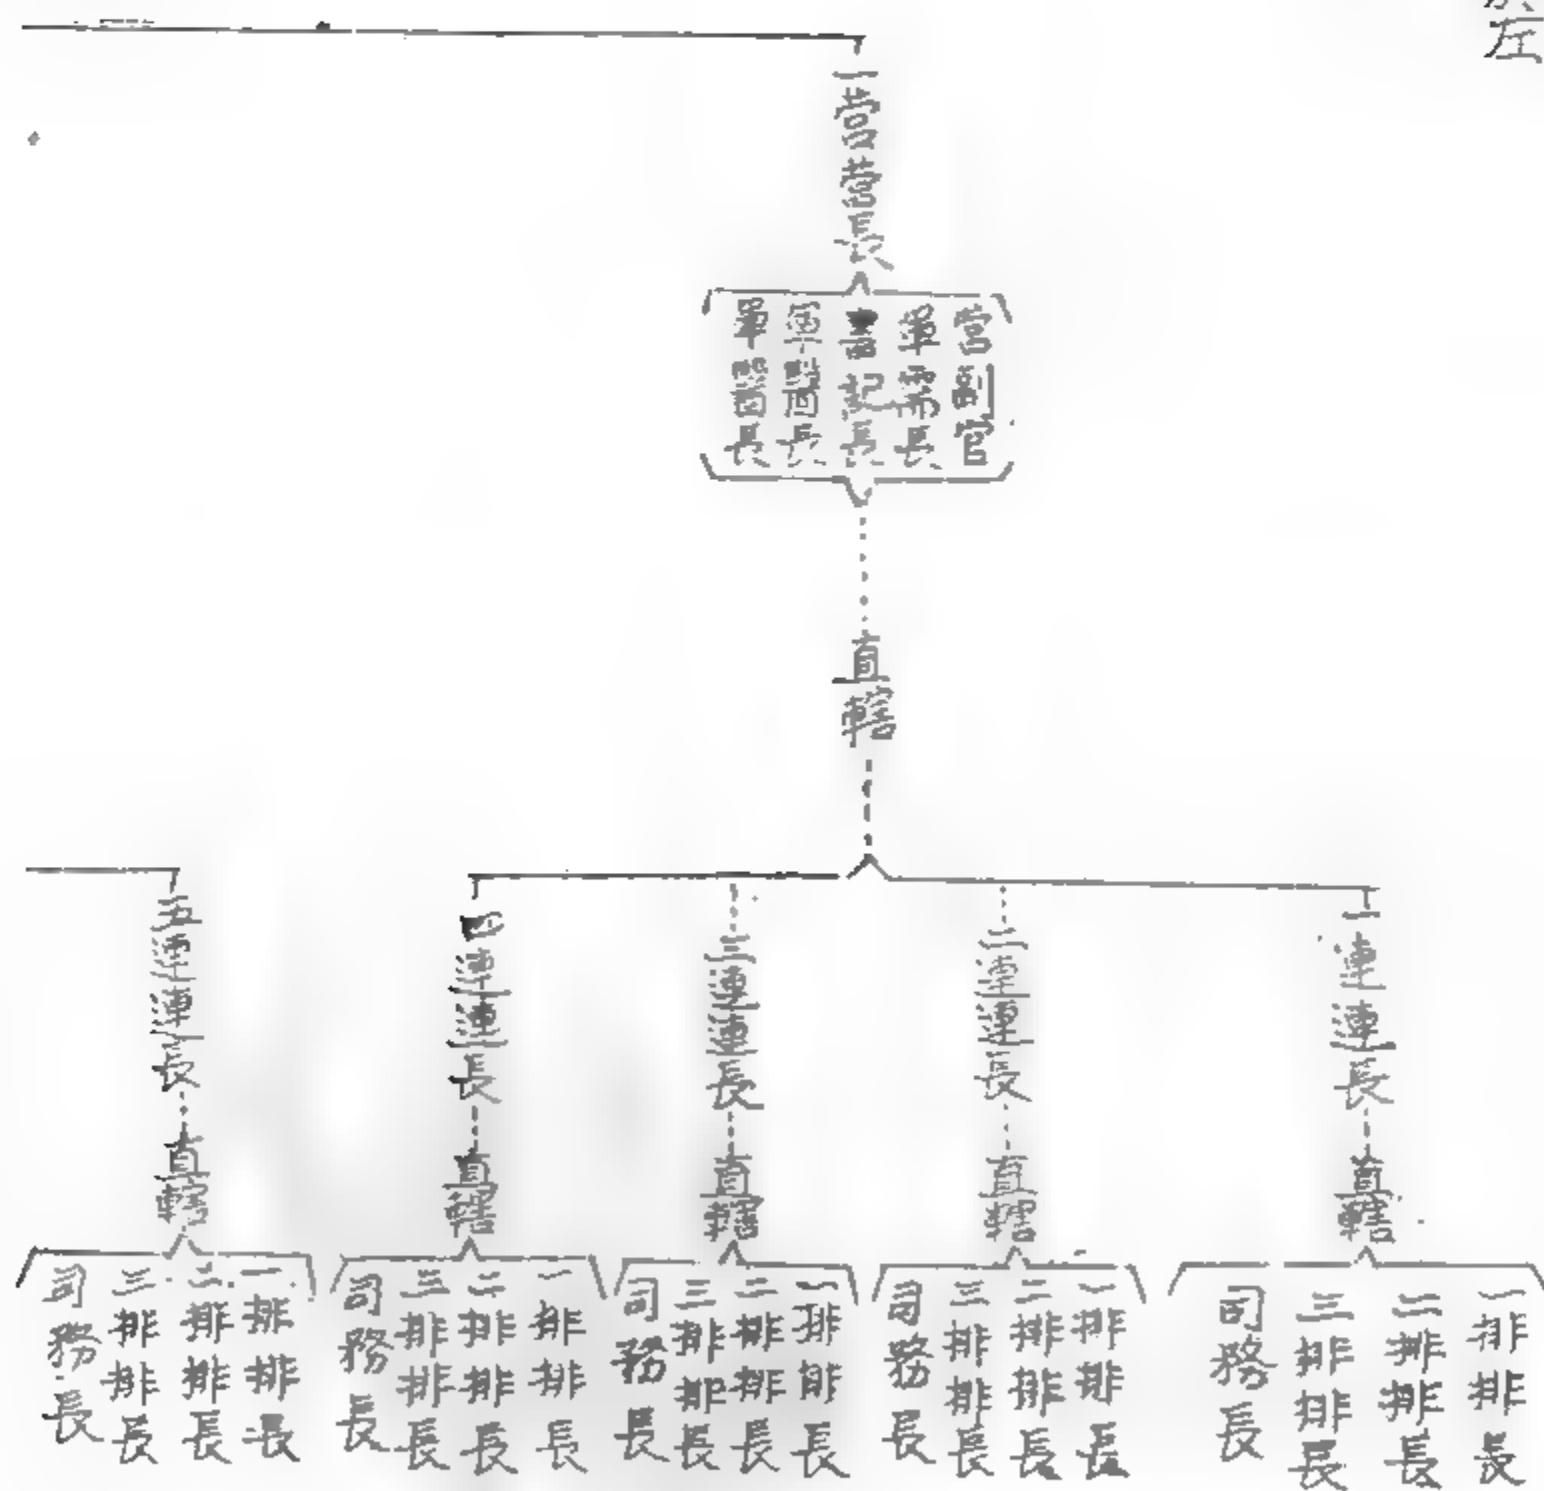 於左
一營營長
營副官
軍需長
書記長
司號長
直轄
一連連長
直轄
一排排長
二排排長
三排排長
司務長
二連連長
直轄
一排排長
二排排長
三排排長
司務長
三連連長
直轄
一排排長
二排排長
三排排長
司務長
四連連長
直轄
一排排長
二排排長
三排排長
司務長
五連連長
直轄
一排排長
二排排長
三排排長
司務長